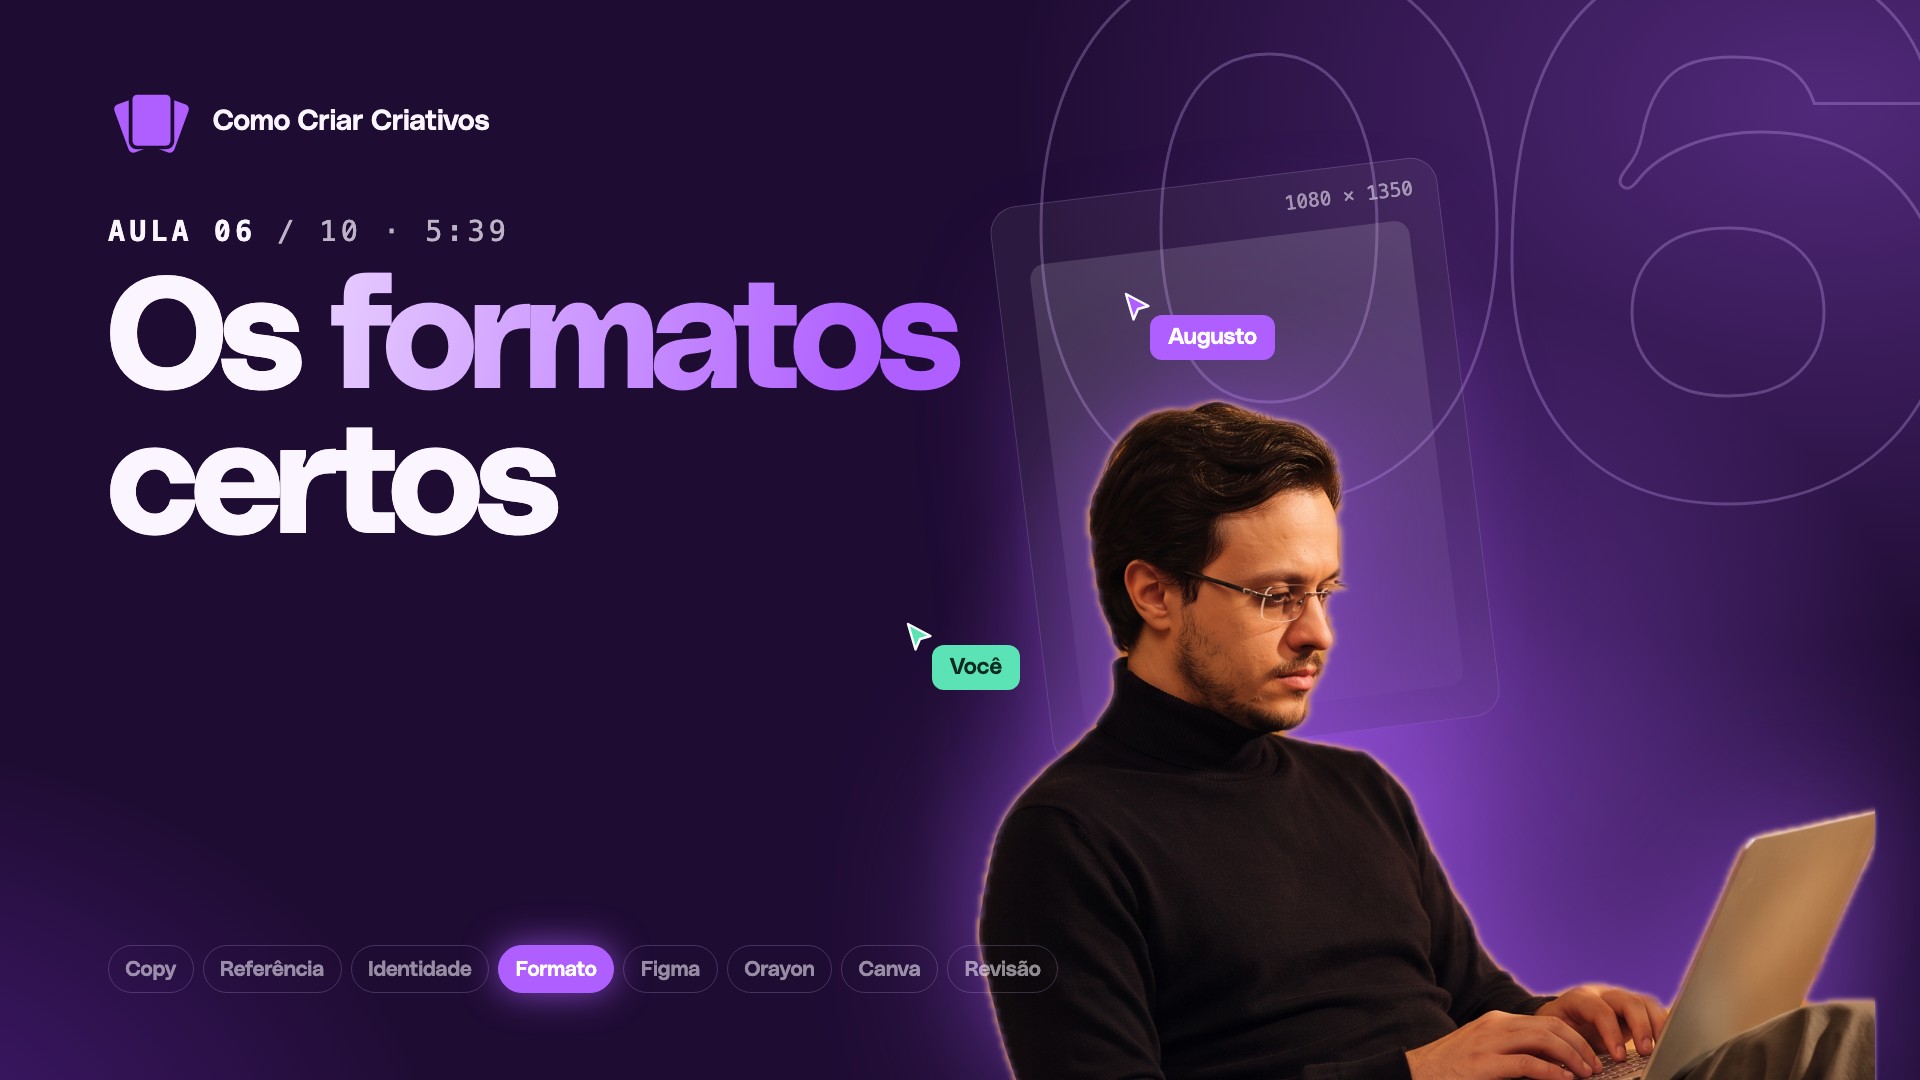 Como Criar Criativos
AULA 06 / 10 · 5:39
Os formatos
certos
06
1080 × 1350
Augusto
Você
Copy
Referência
Identidade
Formato
Figma
Orayon
Canva
Revisão